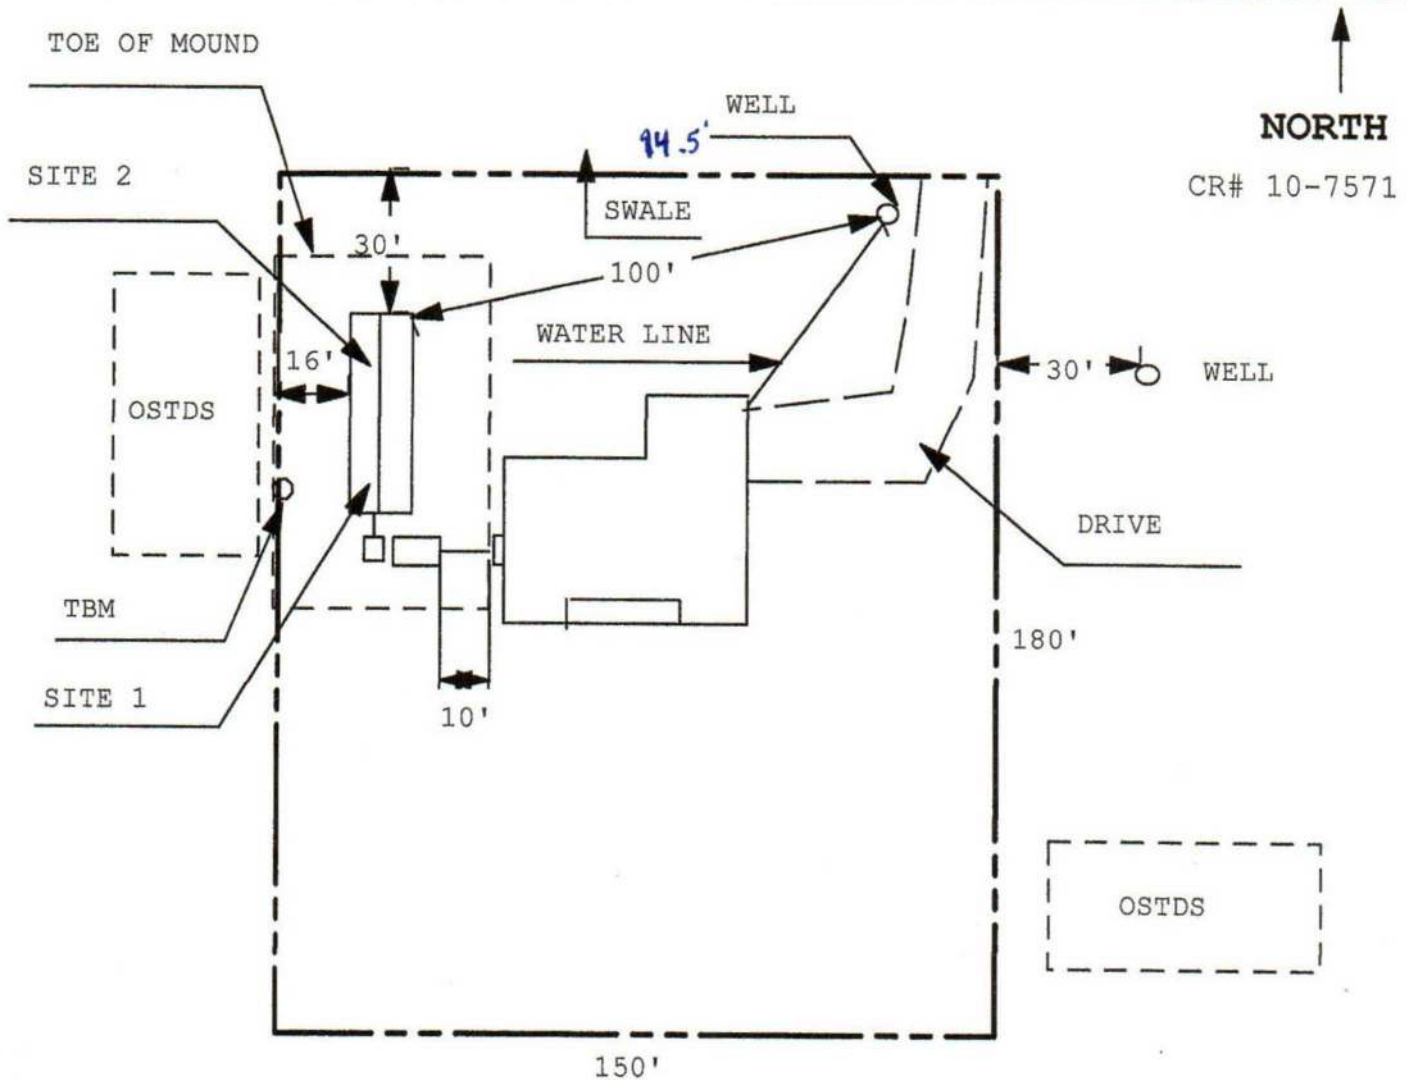 TOE OF MOUND
WELL
94.5'
NORTH
SITE 2
CR# 10-7571
SWALE
30'
100'
WATER LINE
16'
30'
WELL
OSTDS
DRIVE
TBM
180'
SITE 1
10'
OSTDS
150'